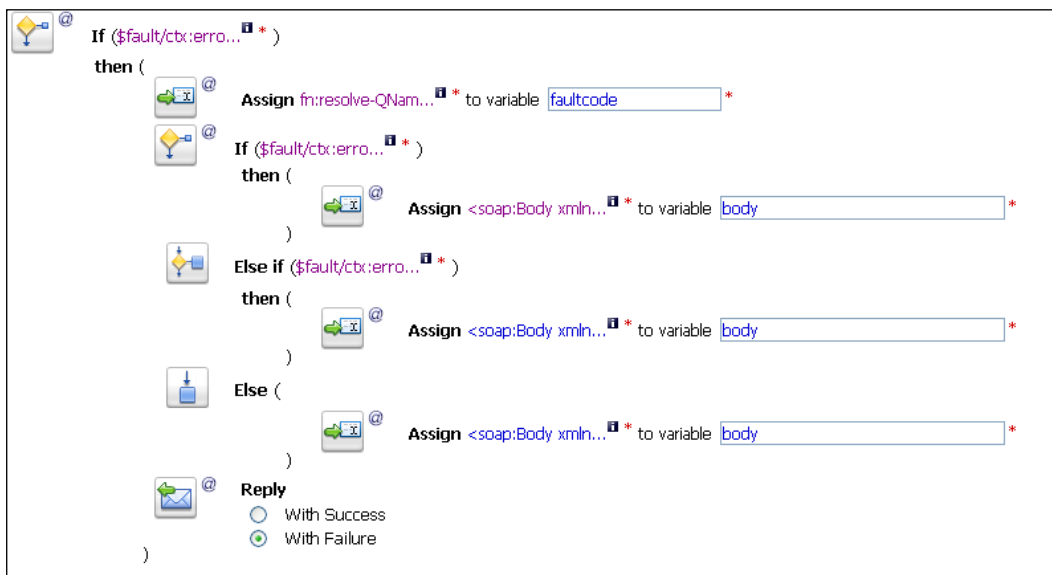 @
If ($fault/ctx:erro...i * )
then (
@
Assign fn:resolve-QNam...i * to variable faultcode *
@
If ($fault/ctx:erro...i * )
then (
@
Assign <soap:Body xmln...i * to variable body *
)
Else if ($fault/ctx:erro...i * )
then (
@
Assign <soap:Body xmln...i * to variable body *
)
Else (
@
Assign <soap:Body xmln...i * to variable body *
)
@
Reply
With Success
With Failure
)